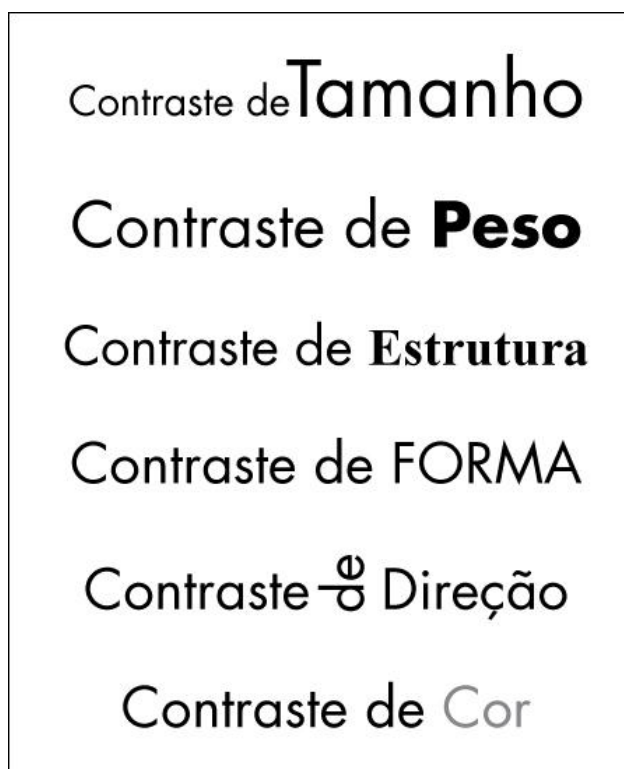 Contraste de Tamanho
Contraste de Peso
Contraste de Estrutura
Contraste de FORMA
Contraste de Direção
Contraste de Cor